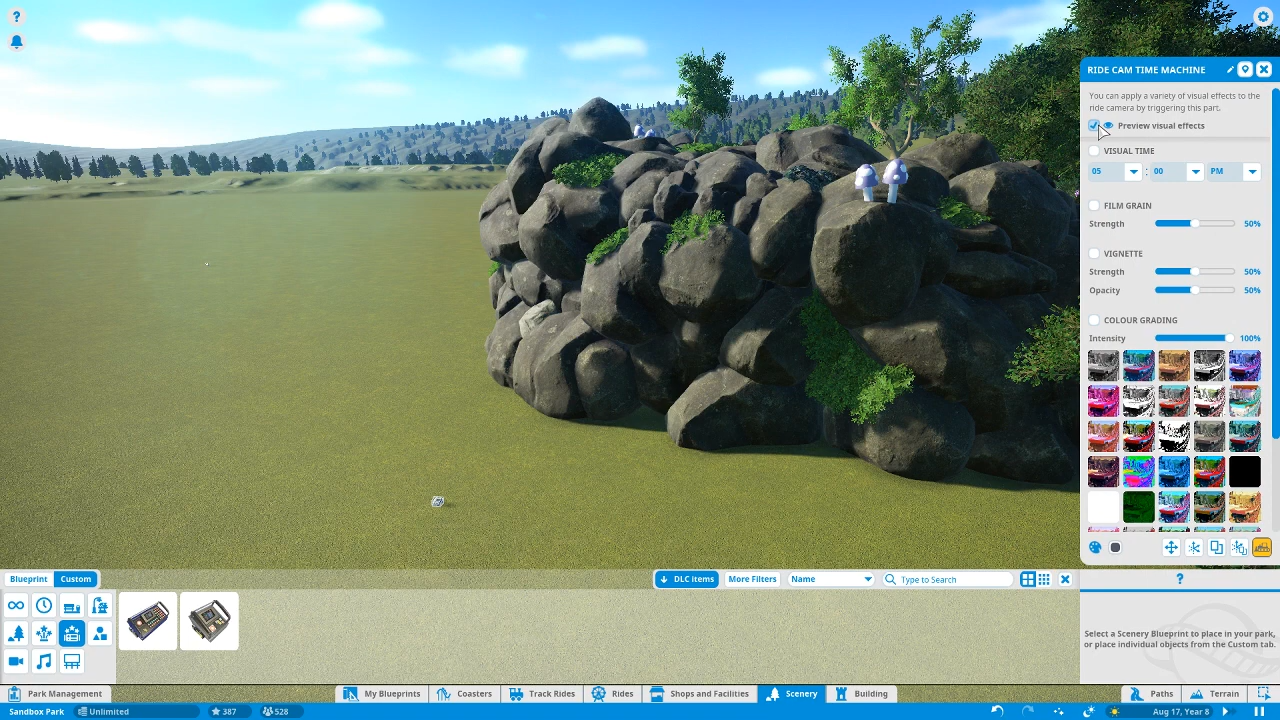 RIDE CAM TIME MACHINE
You can apply a variety of visual effects to the
ride camera by triggering this part.
Preview visual effects
VISUAL TIME
05 : 00 PM
FILM GRAIN
Strength 50%
VIGNETTE
Strength 50%
Opacity 50%
COLOUR GRADING
Intensity 100%
Blueprint Custom DLC items More Filters Name Type to Search ?
Select a Scenery Blueprint to place in your park,
or place individual objects from the Custom tab.
Park Management My Blueprints Coasters Track Rides Rides Shops and Facilities Scenery Building Paths Terrain
Sandbox Park Unlimited 387 528 Aug 17, Year 8